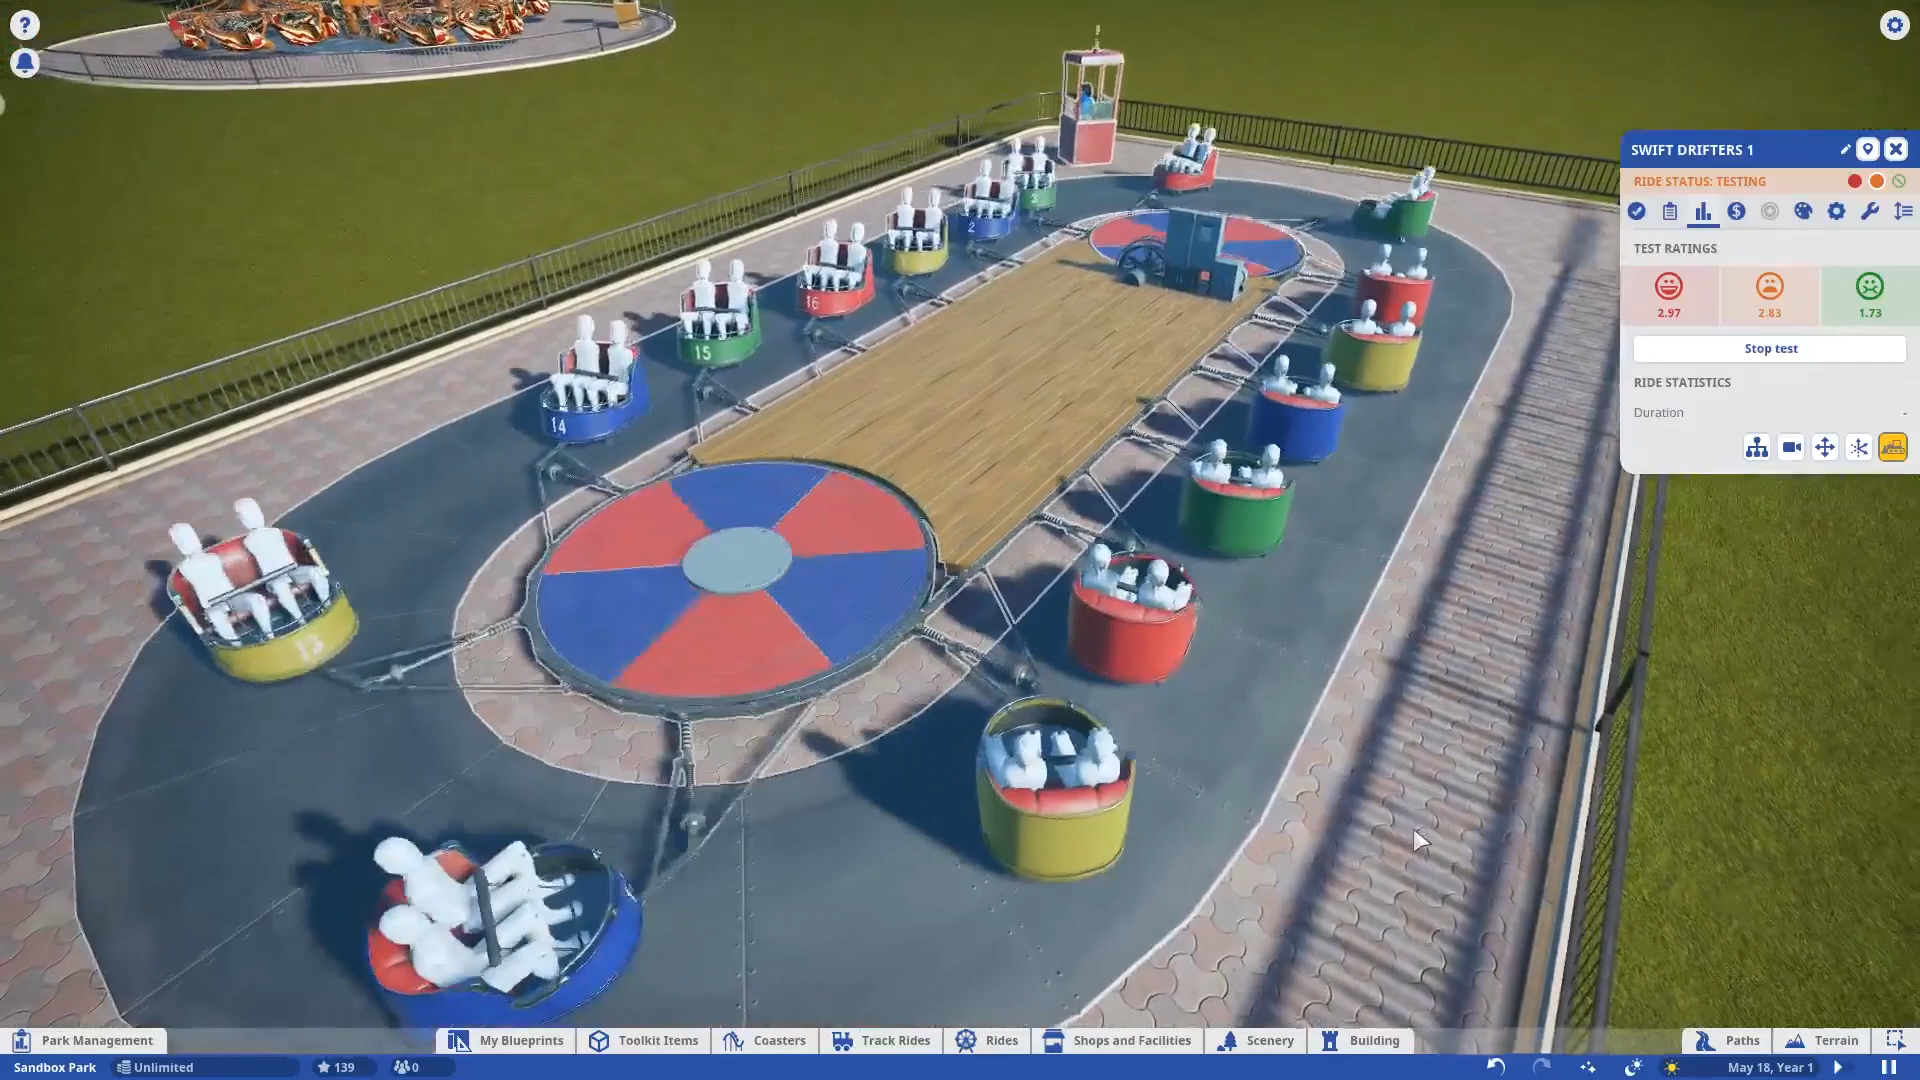 ?
SWIFT DRIFTERS 1
RIDE STATUS: TESTING
TEST RATINGS
2.97 2.83 1.73
Stop test
RIDE STATISTICS
Duration -
2
16
15
14
13
Park Management My Blueprints Toolkit Items Coasters Track Rides Rides Shops and Facilities Scenery Building Paths Terrain
Sandbox Park Unlimited 139 0 May 18, Year 1